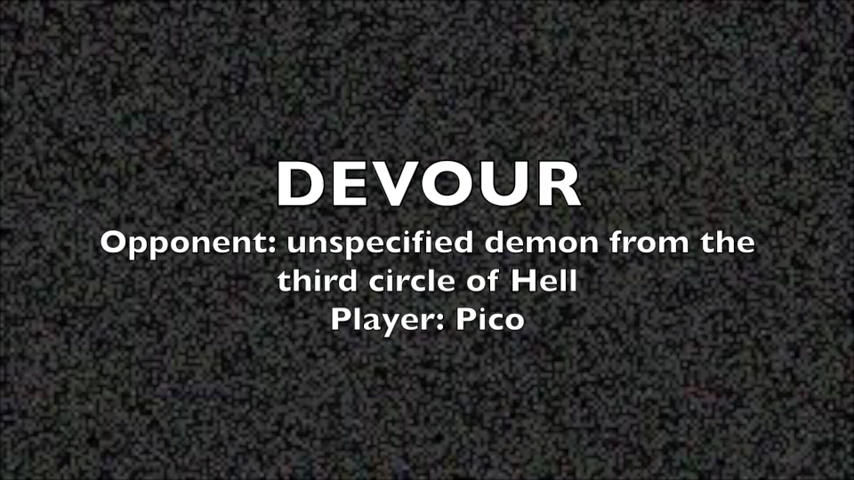 DEVOUR
Opponent: unspecified demon from the
third circle of Hell
Player: Pico